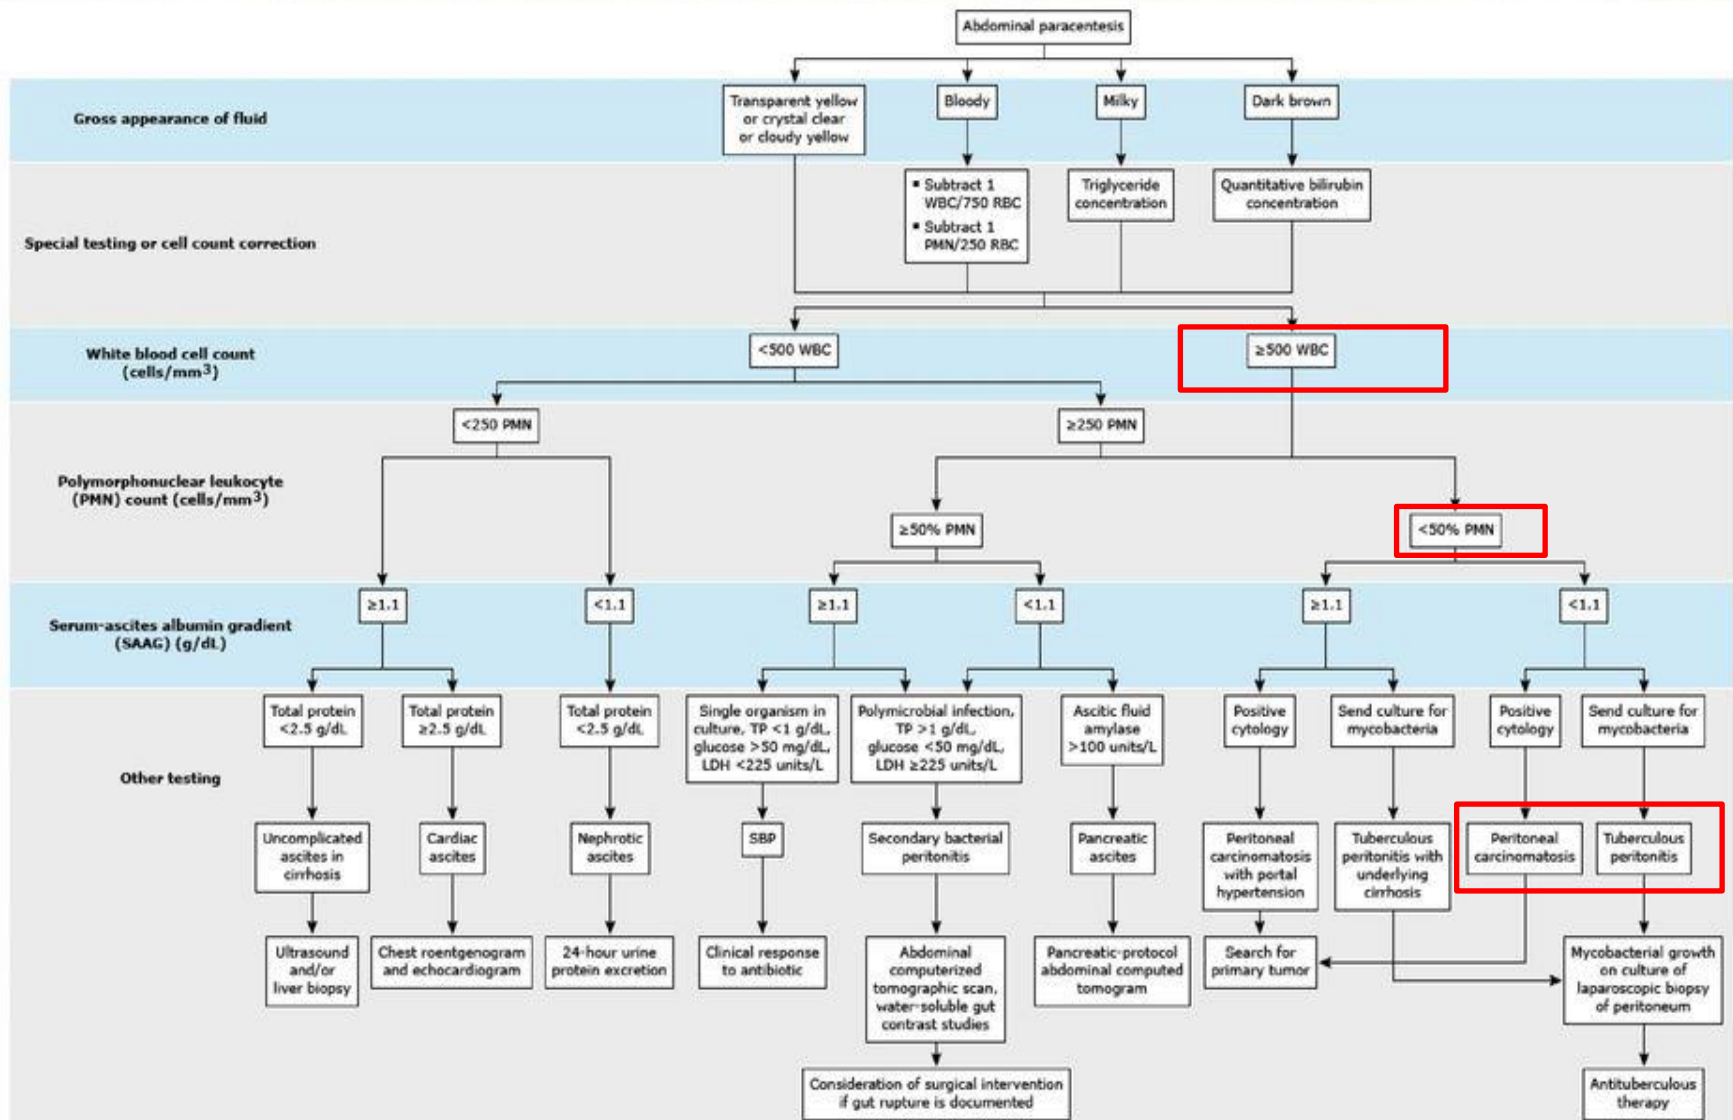 Abdominal paracentesis
Gross appearance of fluid
Transparent yellow
or crystal clear
or cloudy yellow
Bloody
Milky
Dark brown
Special testing or cell count correction
▪ Subtract 1
WBC/750 RBC
▪ Subtract 1
PMN/250 RBC
Triglyceride
concentration
Quantitative bilirubin
concentration
White blood cell count
(cells/mm³)
<500 WBC
≥500 WBC
Polymorphonuclear leukocyte
(PMN) count (cells/mm³)
<250 PMN
≥250 PMN
≥50% PMN
<50% PMN
Serum-ascites albumin gradient
(SAAG) (g/dL)
≥1.1
<1.1
≥1.1
<1.1
≥1.1
<1.1
Other testing
Total protein
<2.5 g/dL
Total protein
≥2.5 g/dL
Total protein
<2.5 g/dL
Single organism in
culture, TP <1 g/dL,
glucose >50 mg/dL,
LDH <225 units/L
Polymicrobial infection,
TP >1 g/dL,
glucose <50 mg/dL,
LDH ≥225 units/L
Ascitic fluid
amylase
>100 units/L
Positive
cytology
Send culture for
mycobacteria
Positive
cytology
Send culture for
mycobacteria
Uncomplicated
ascites in
cirrhosis
Cardiac
ascites
Nephrotic
ascites
SBP
Secondary bacterial
peritonitis
Pancreatic
ascites
Peritoneal
carcinomatosis
with portal
hypertension
Tuberculous
peritonitis with
underlying
cirrhosis
Peritoneal
carcinomatosis
Tuberculous
peritonitis
Ultrasound
and/or
liver biopsy
Chest roentgenogram
and echocardiogram
24-hour urine
protein excretion
Clinical response
to antibiotic
Abdominal
computerized
tomographic scan,
water-soluble gut
contrast studies
Pancreatic-protocol
abdominal computed
tomogram
Search for
primary tumor
Mycobacterial growth
on culture of
laparoscopic biopsy
of peritoneum
Consideration of surgical intervention
if gut rupture is documented
Antituberculous
therapy